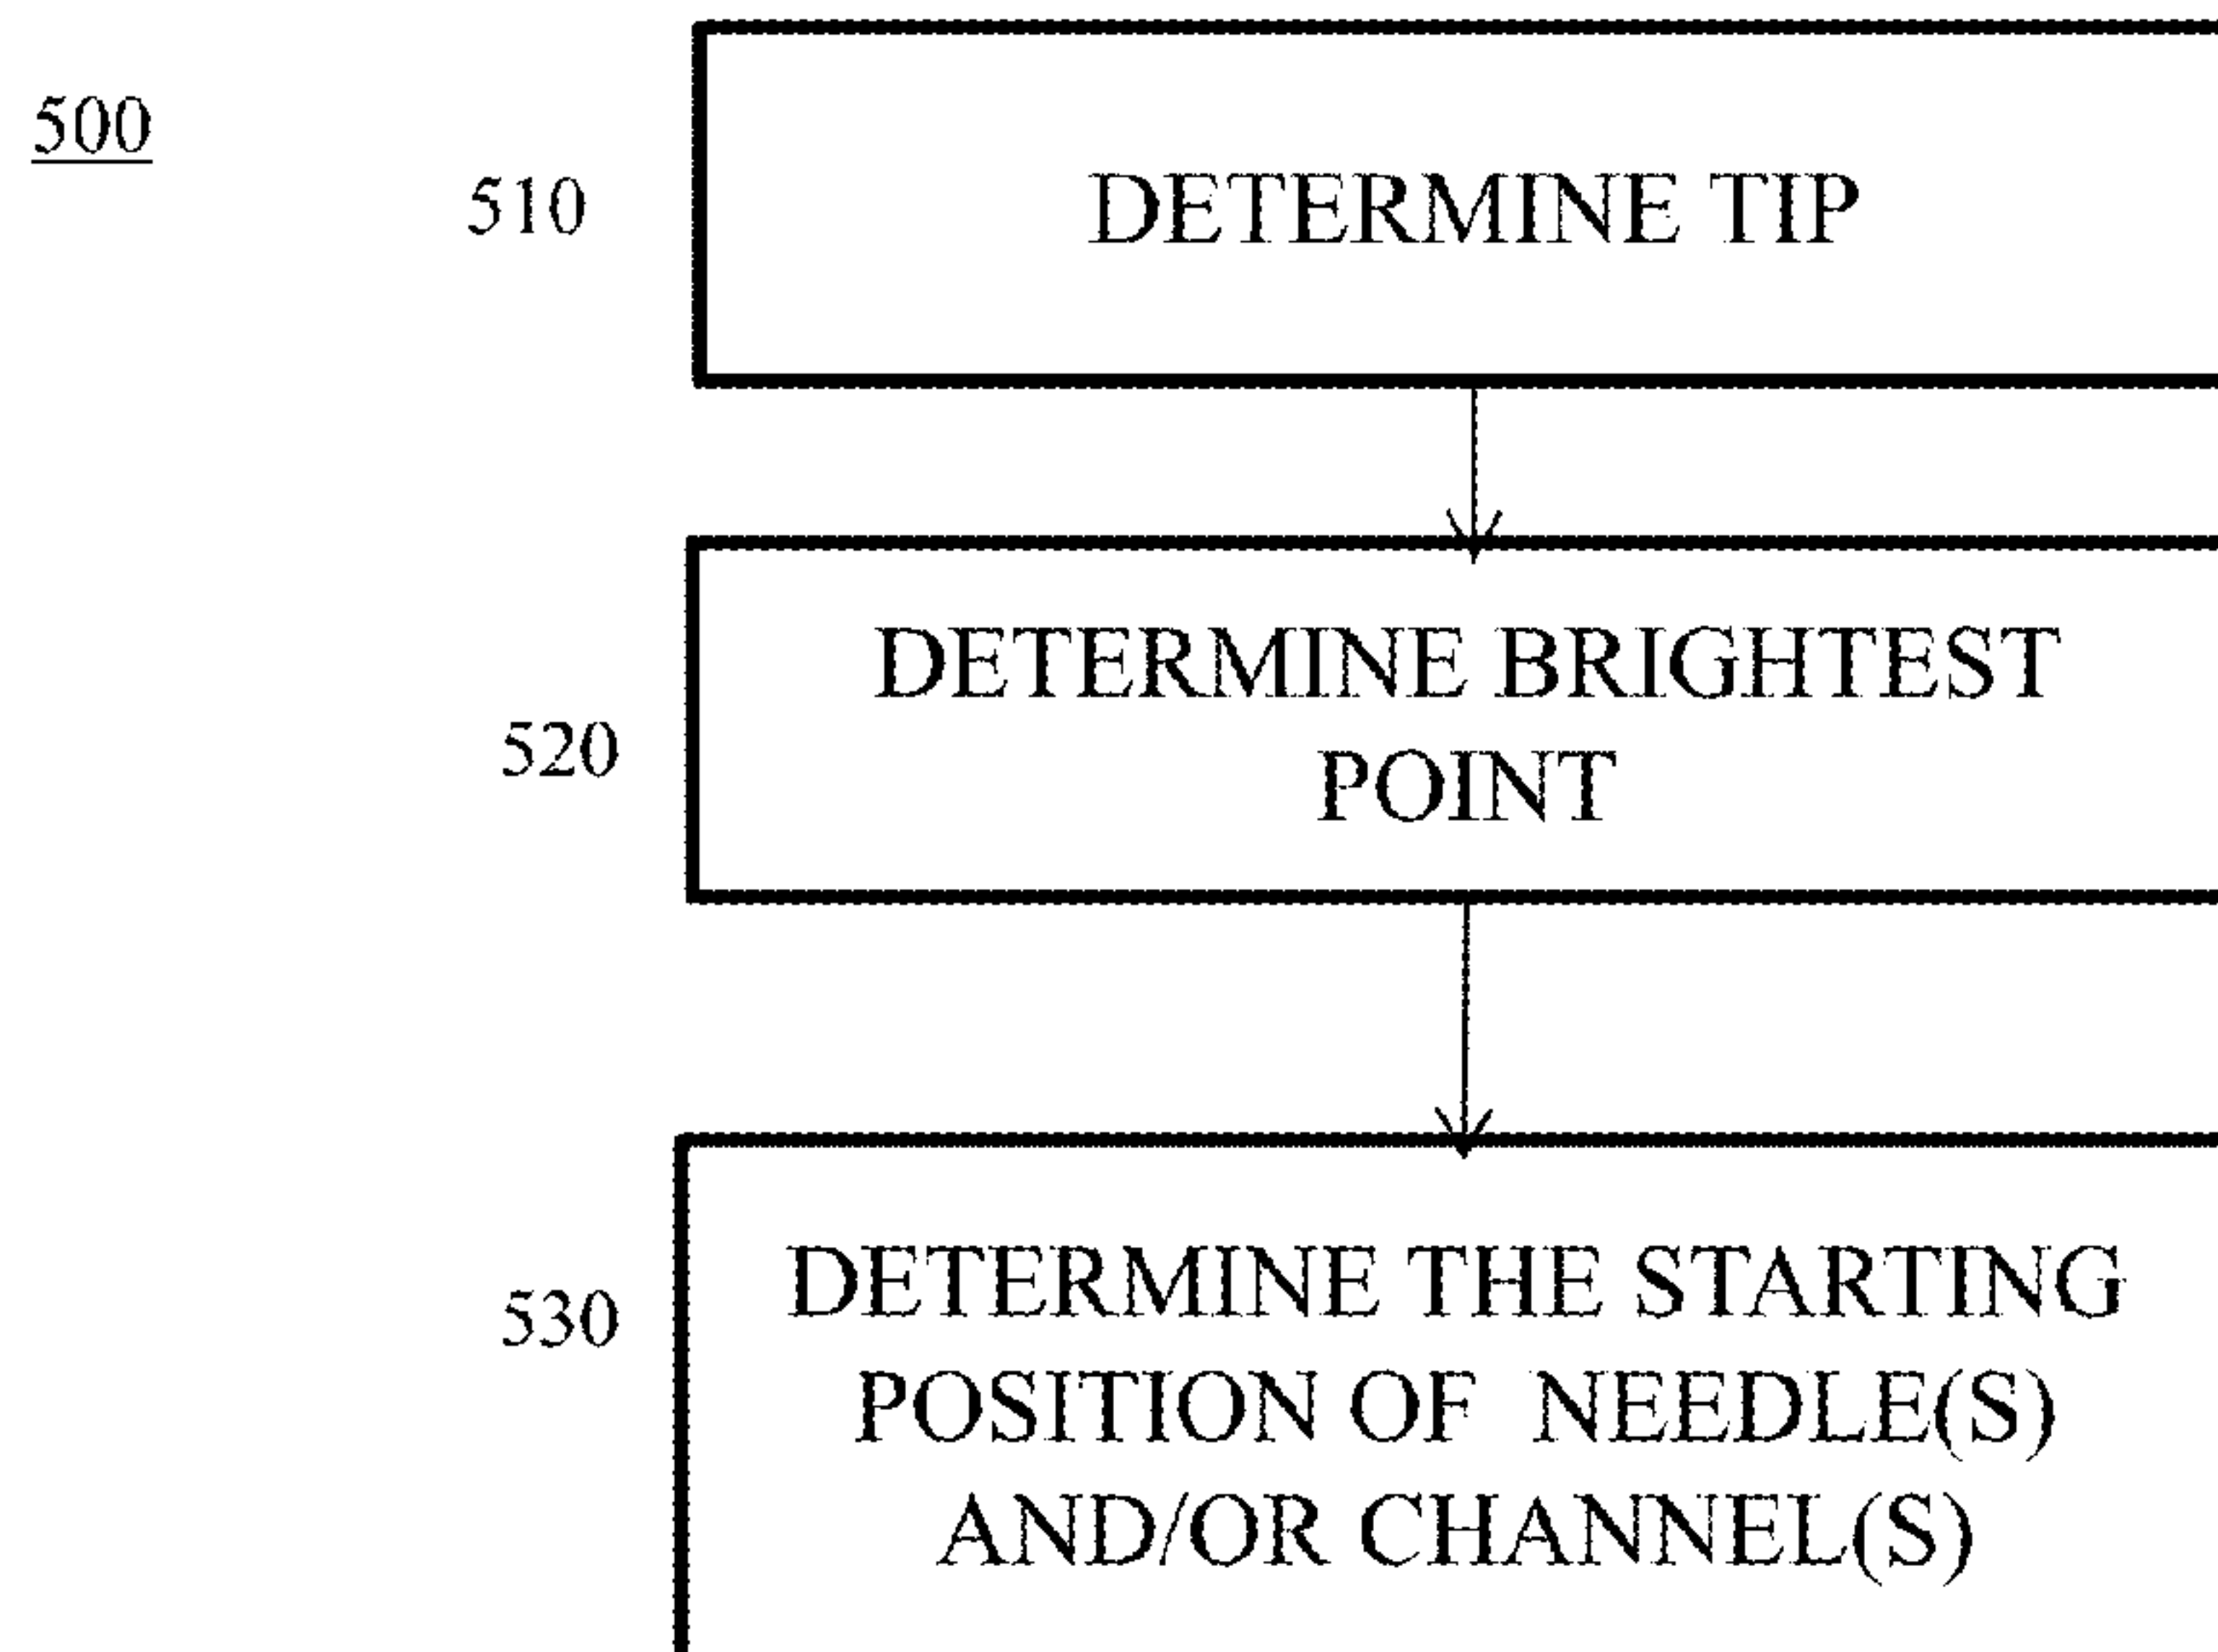 500
510
DETERMINE TIP
520
DETERMINE BRIGHTEST
POINT
530
DETERMINE THE STARTING
POSITION OF NEEDLE(S)
AND/OR CHANNEL(S)